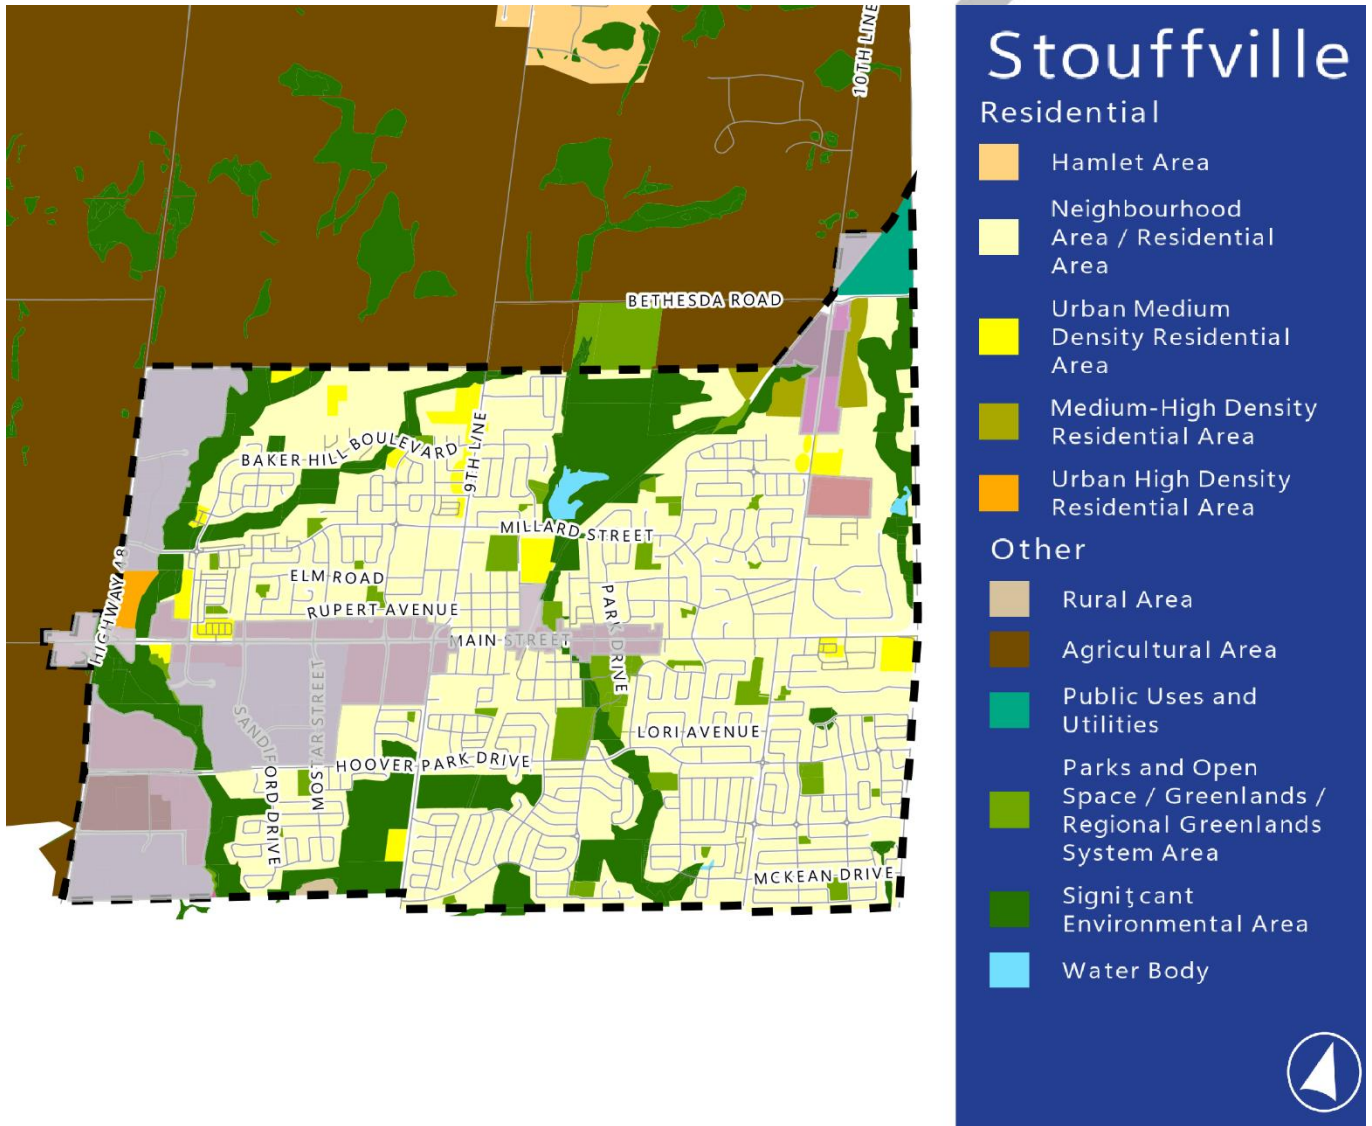 10TH LINE
BETHESDA ROAD
BAKER HILL BOULEVARD
9TH LINE
MILLARD STREET
ELM ROAD
RUPERT AVENUE
PARK DRIVE
HIGHWAY 48
MAIN STREET
SANDIFORD DRIVE
MOSTAR STREET
LORI AVENUE
HOOVER PARK DRIVE
MCKEAN DRIVE
Stouffville
Residential
Hamlet Area
Neighbourhood
Area / Residential
Area
Urban Medium
Density Residential
Area
Medium-High Density
Residential Area
Urban High Density
Residential Area
Other
Rural Area
Agricultural Area
Public Uses and
Utilities
Parks and Open
Space / Greenlands /
Regional Greenlands
System Area
Signiţcant
Environmental Area
Water Body